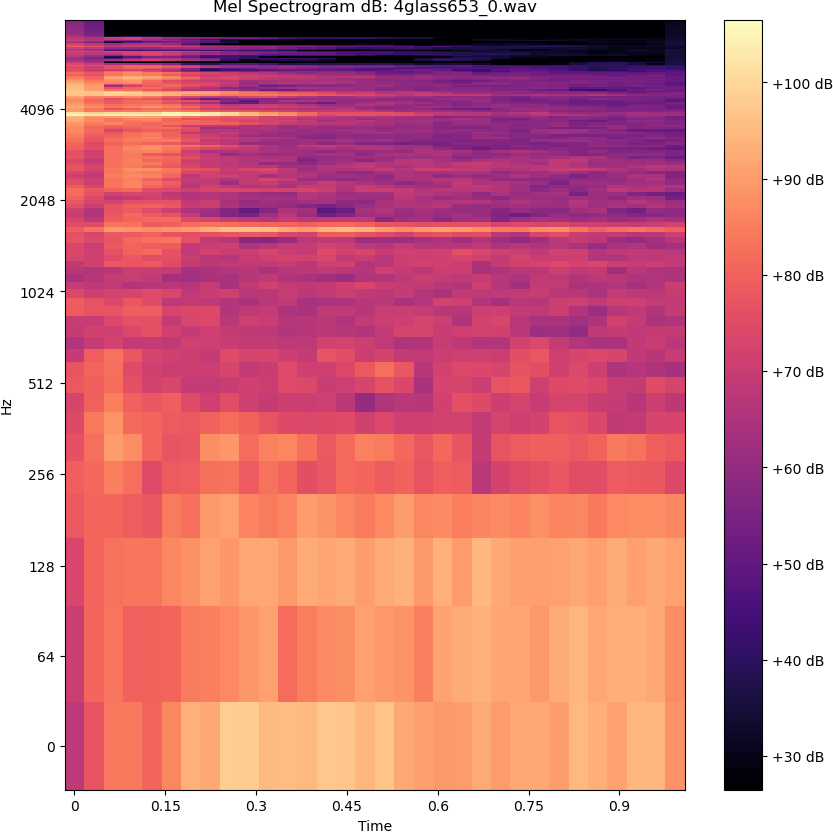 Mel Spectrogram dB: 4glass653_0.wav
Hz
4096
2048
1024
512
256
128
64
0
0
0.15
0.3
0.45
0.6
0.75
0.9
Time
+100 dB
+90 dB
+80 dB
+70 dB
+60 dB
+50 dB
+40 dB
+30 dB